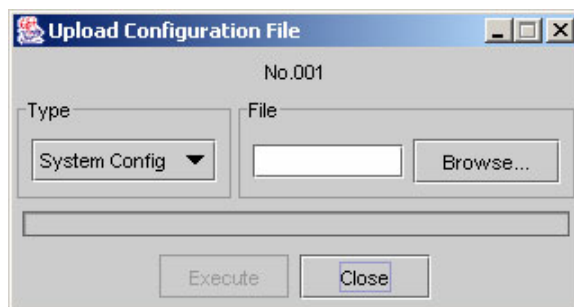 Upload Configuration File
No.001
Type
File
System Config
Browse...
Execute
Close